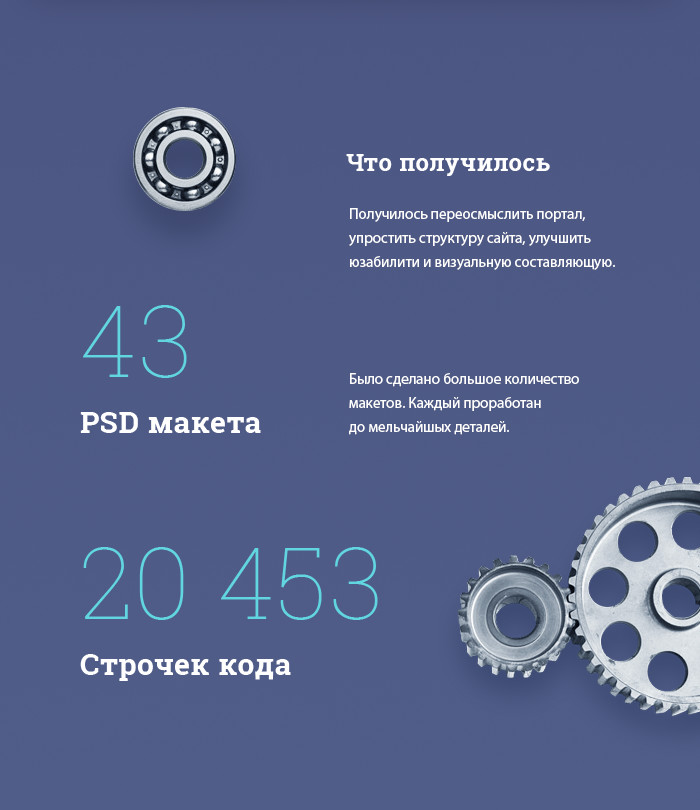 Что получилось
Получилось переосмыслить портал,
упростить структуру сайта, улучшить
юзабилити и визуальную составляющую.
43
PSD макета
Было сделано большое количество
макетов. Каждый проработан
до мельчайших деталей.
20 453
Строчек кода